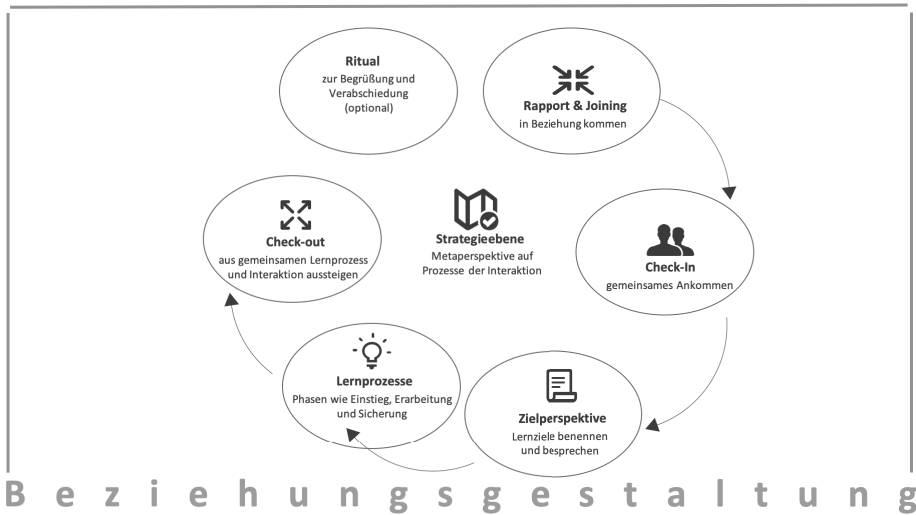 Ritual
zur Begrüßung und
Verabschiedung
(optional)
Rapport & Joining
in Beziehung kommen
Check-In
gemeinsames Ankommen
Zielperspektive
Lernziele benennen
und besprechen
Lernprozesse
Phasen wie Einstieg, Erarbeitung
und Sicherung
Check-out
aus gemeinsamen Lernprozess
und Interaktion aussteigen
Strategieebene
Metaperspektive auf
Prozesse der Interaktion
Beziehungsgestaltung